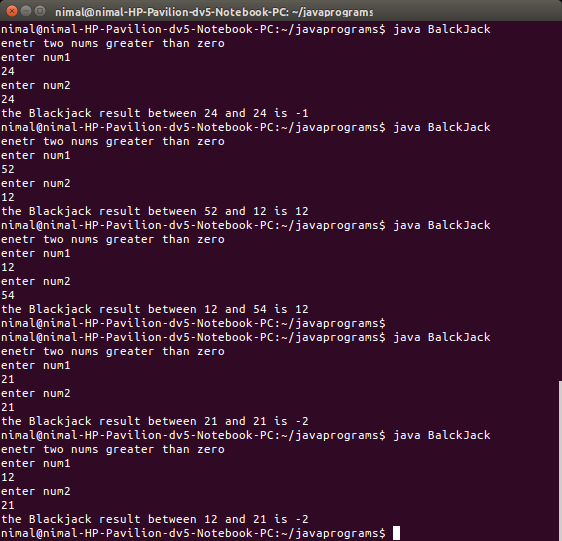 nimal@nimal-HP-Pavilion-dv5-Notebook-PC: ~/javaprograms
nimal@nimal-HP-Pavilion-dv5-Notebook-PC:~/javaprograms$ java BalckJack
enetr two nums greater than zero
enter num1
24
enter num2
24
the Blackjack result between 24 and 24 is -1
nimal@nimal-HP-Pavilion-dv5-Notebook-PC:~/javaprograms$ java BalckJack
enetr two nums greater than zero
enter num1
52
enter num2
12
the Blackjack result between 52 and 12 is 12
nimal@nimal-HP-Pavilion-dv5-Notebook-PC:~/javaprograms$ java BalckJack
enetr two nums greater than zero
enter num1
12
enter num2
54
the Blackjack result between 12 and 54 is 12
nimal@nimal-HP-Pavilion-dv5-Notebook-PC:~/javaprograms$
nimal@nimal-HP-Pavilion-dv5-Notebook-PC:~/javaprograms$ java BalckJack
enetr two nums greater than zero
enter num1
21
enter num2
21
the Blackjack result between 21 and 21 is -2
nimal@nimal-HP-Pavilion-dv5-Notebook-PC:~/javaprograms$ java BalckJack
enetr two nums greater than zero
enter num1
12
enter num2
21
the Blackjack result between 12 and 21 is -2
nimal@nimal-HP-Pavilion-dv5-Notebook-PC:~/javaprograms$